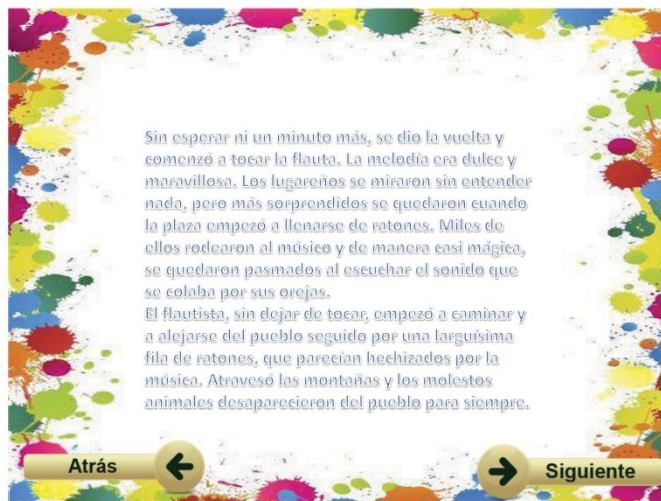 Sin esperar ni un minuto más, se dio la vuelta y
comenzó a tocar la flauta. La melodía era dulce y
maravillosa. Los lugareños se miraron sin entender
nada, pero más sorprendidos se quedaron cuando
la plaza empezó a llenarse de ratones. Miles de
ellos rodearon al músico y de manera casi mágica,
se quedaron pasmados al escuchar el sonido que
se colaba por sus orejas.
El flautista, sin dejar de tocar, empezó a caminar y
a alejarse del pueblo seguido por una larguísima
fila de ratones, que parecían hechizados por la
música. Atravesó las montañas y los molestos
animales desaparecieron del pueblo para siempre.
Atrás
Siguiente